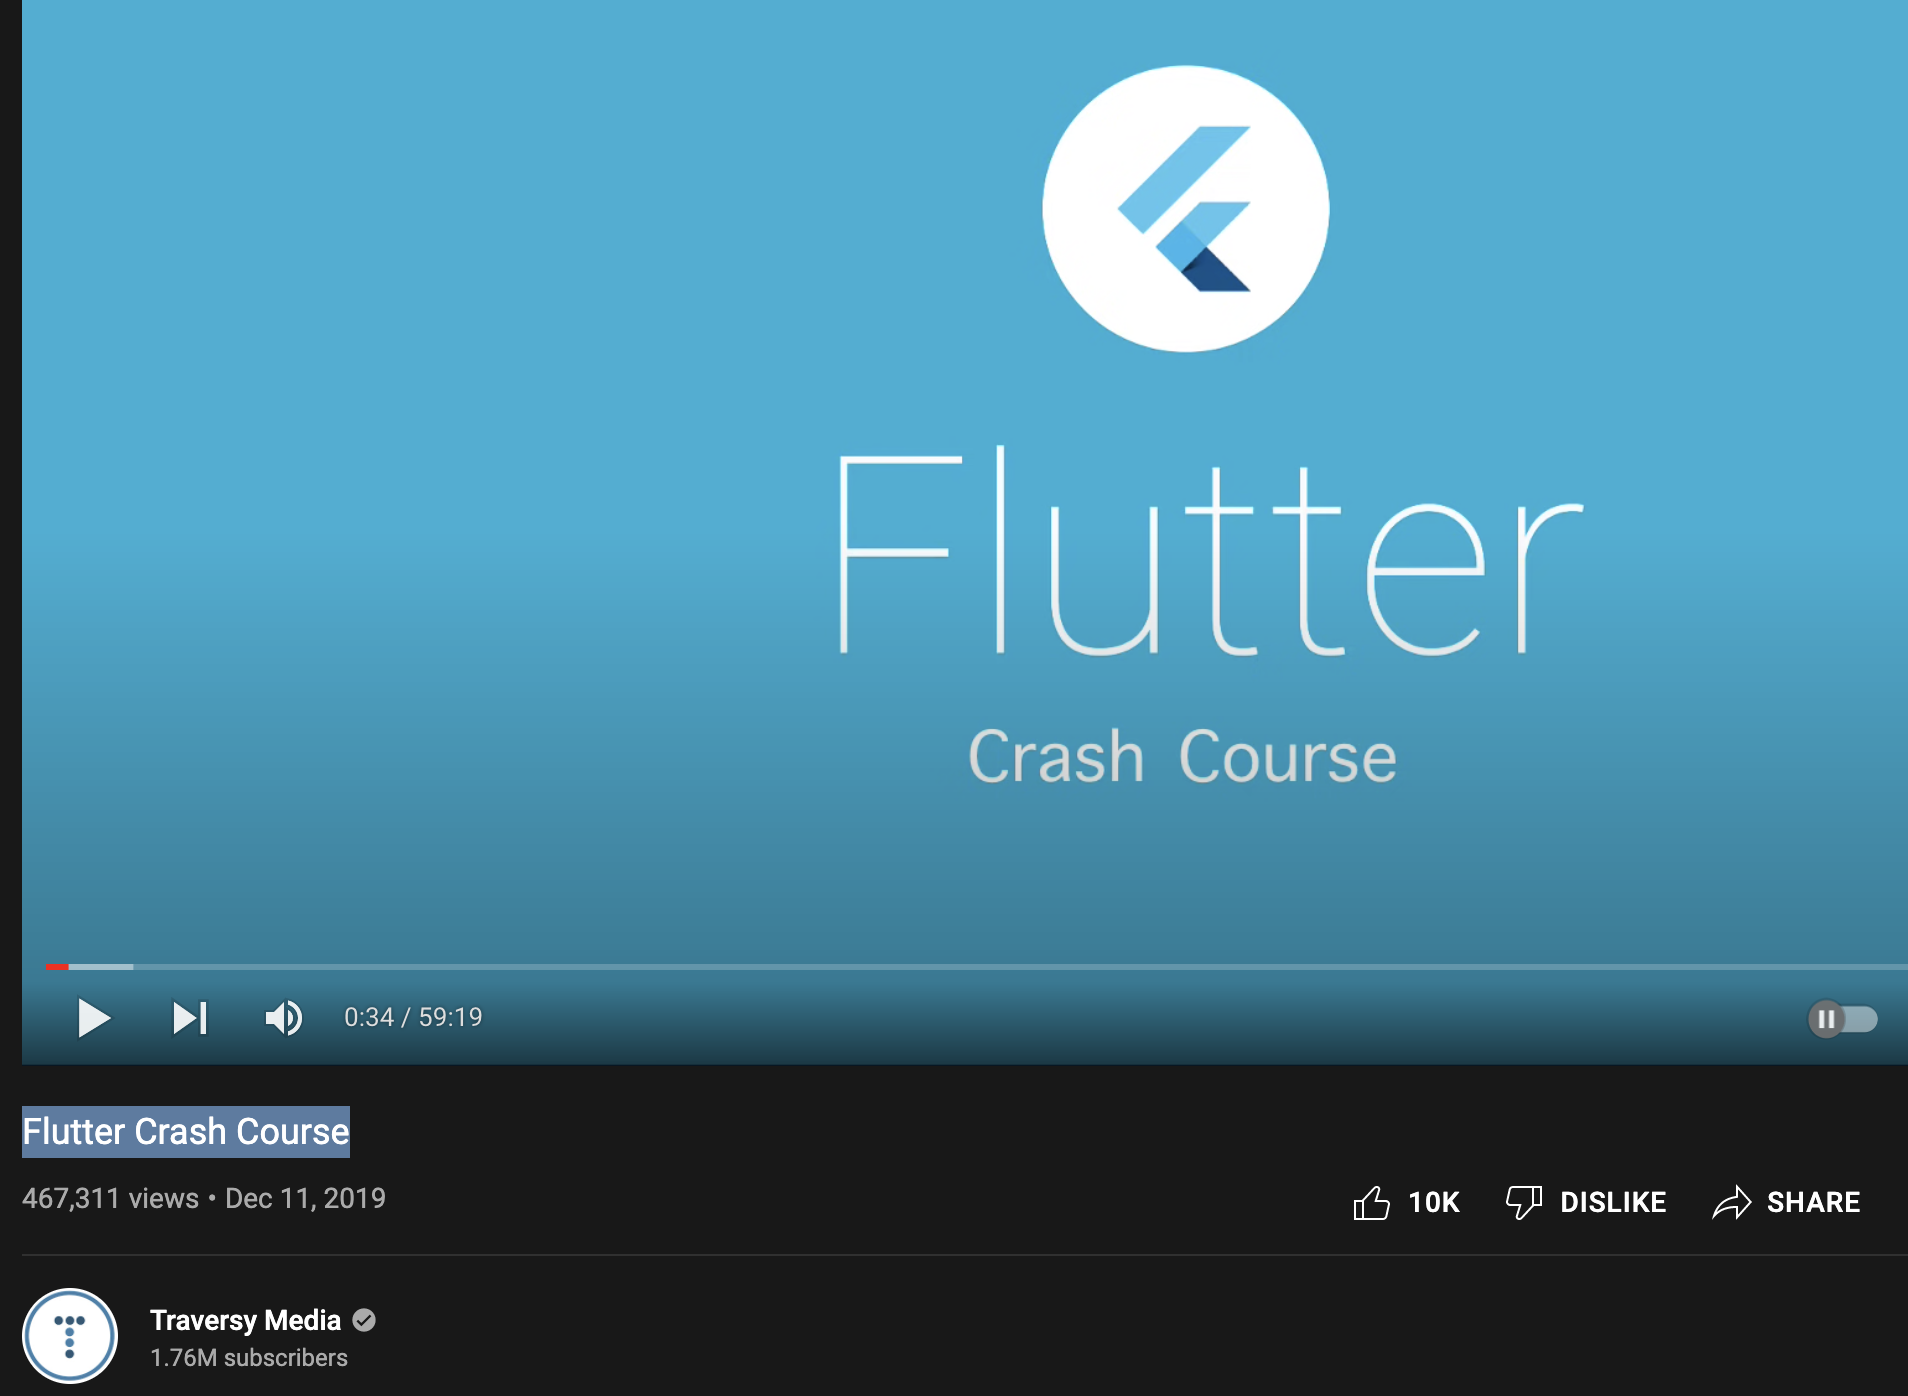 Flutter
Crash Course
0:34 / 59:19
Flutter Crash Course
467,311 views • Dec 11, 2019
10K DISLIKE SHARE
Traversy Media
1.76M subscribers